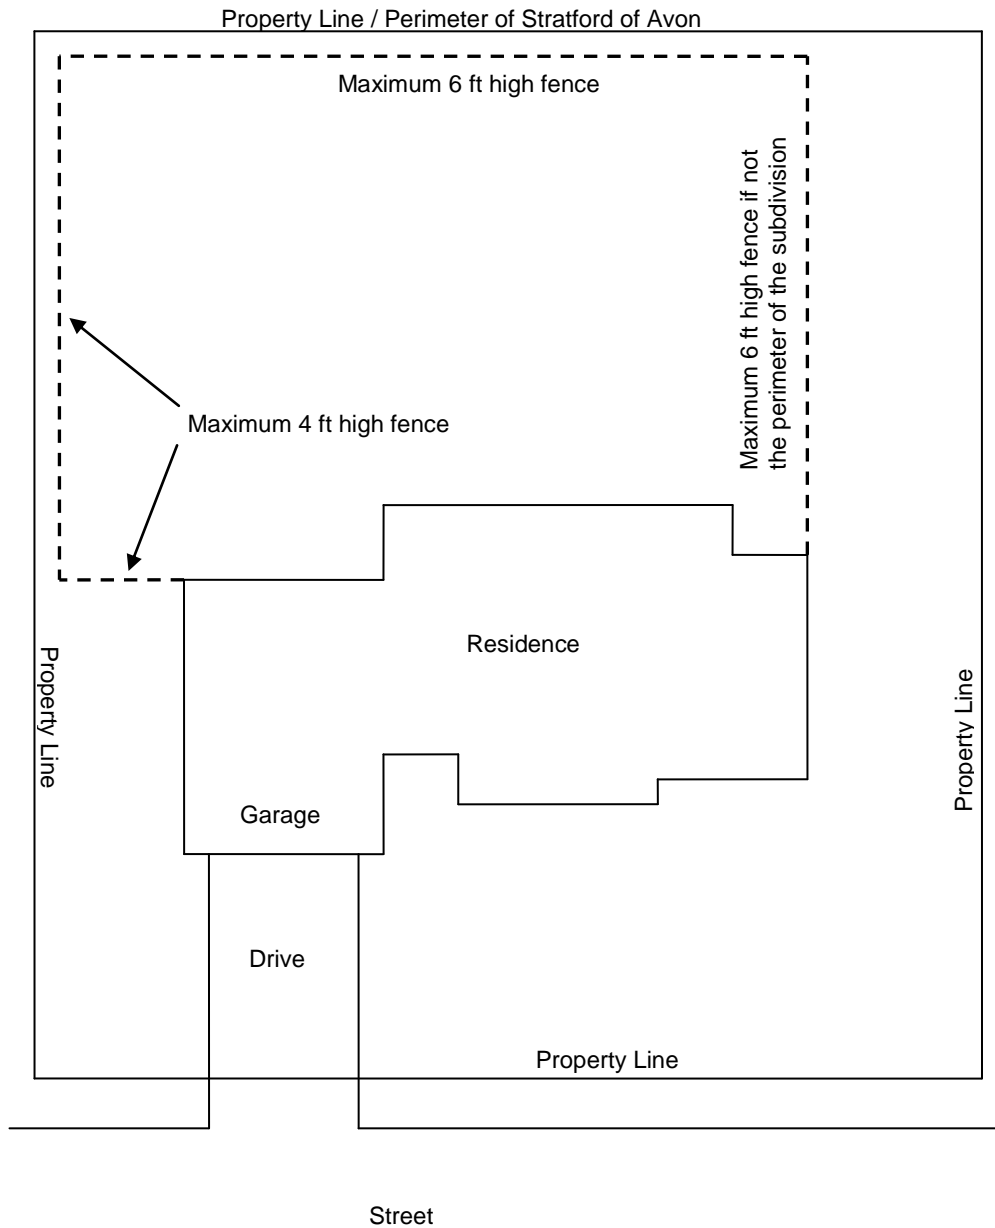 Property Line / Perimeter of Stratford of Avon
Maximum 6 ft high fence
Maximum 6 ft high fence if not
the perimeter of the subdivision
Maximum 4 ft high fence
Residence
Property Line
Property Line
Garage
Drive
Property Line
Street